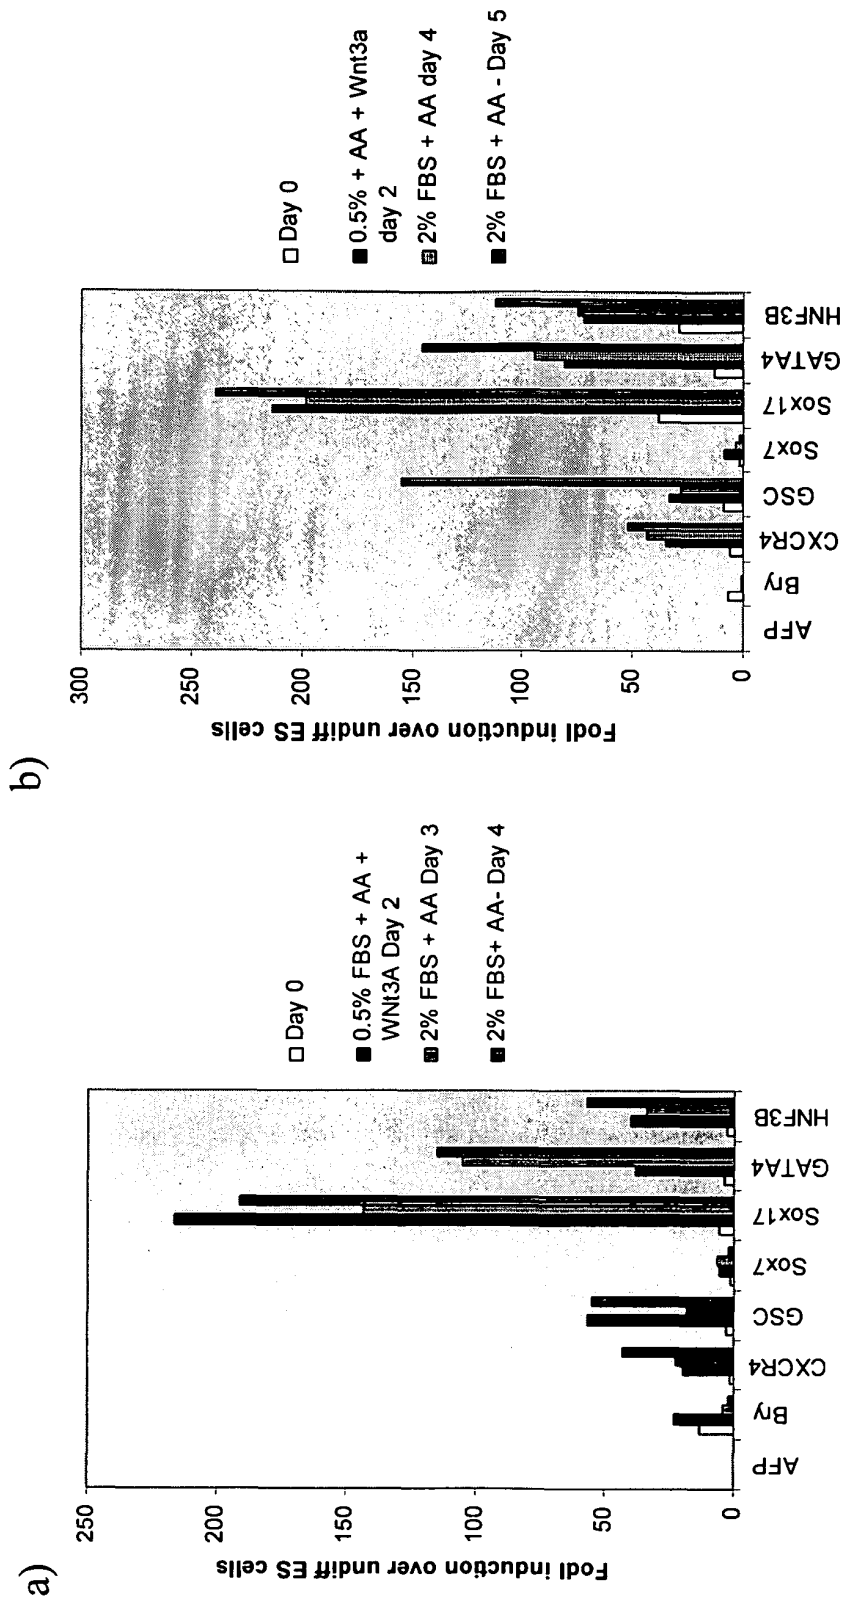 a)
Fodl induction over undiff ES cells
250
200
150
100
50
0
AFP
Bry
CXCR4
GSC
Sox7
Sox17
GATA4
HNF3B
Day 0
0.5% FBS + AA +
WNt3A Day 2
2% FBS + AA Day 3
2% FBS+ AA- Day 4
b)
Fodl induction over undiff ES cells
300
250
200
150
100
50
0
AFP
Bry
CXCR4
GSC
Sox7
Sox17
GATA4
HNF3B
Day 0
0.5% + AA + Wnt3a
day 2
2% FBS + AA day 4
2% FBS + AA - Day 5